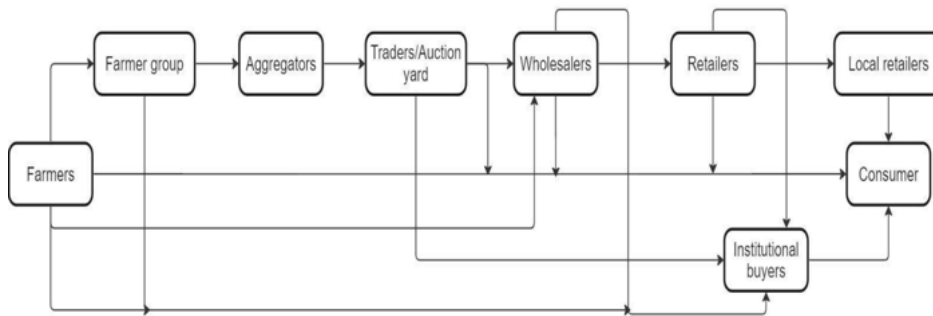 Farmer group
Aggregators
Traders/Auction
yard
Wholesalers
Retailers
Local retailers
Farmers
Consumer
Institutional
buyers